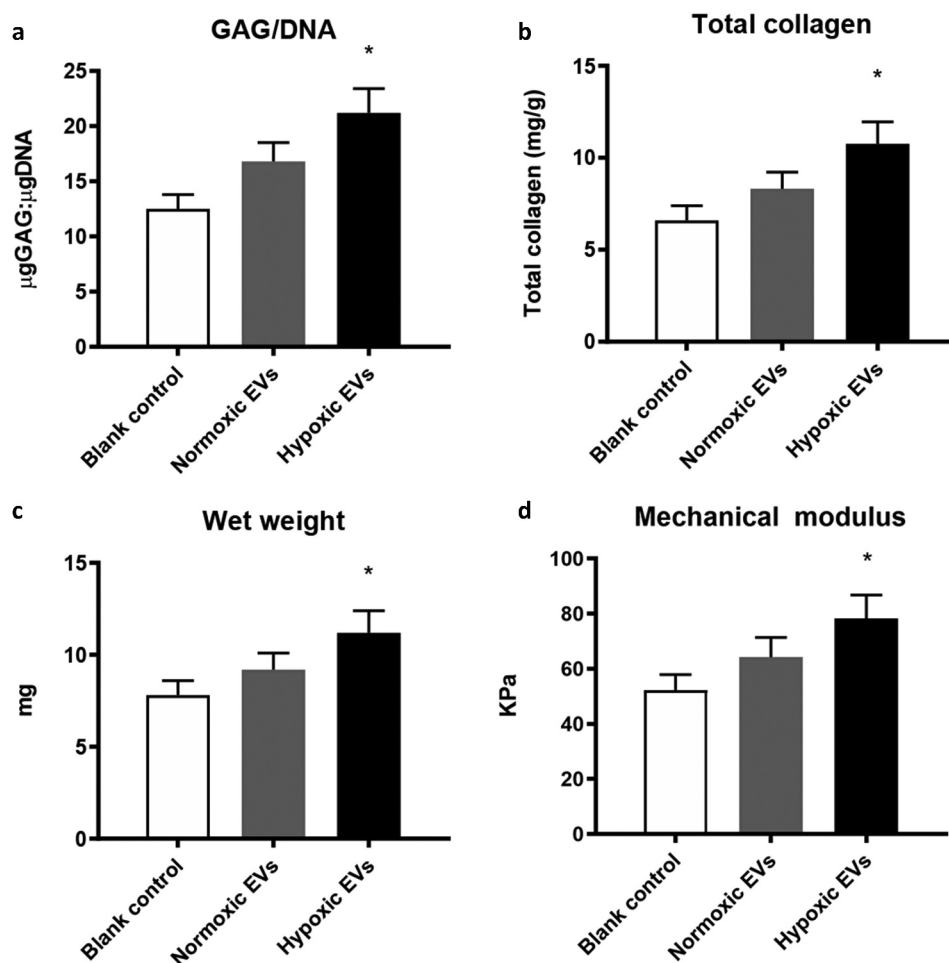 a
GAG/DNA
*
μgGAG:μgDNA
25
20
15
10
5
0
Blank control
Normoxic EVs
Hypoxic EVs
b
Total collagen
*
Total collagen (mg/g)
15
10
5
0
Blank control
Normoxic EVs
Hypoxic EVs
c
Wet weight
*
mg
15
10
5
0
Blank control
Normoxic EVs
Hypoxic EVs
d
Mechanical modulus
*
KPa
100
80
60
40
20
0
Blank control
Normoxic EVs
Hypoxic EVs